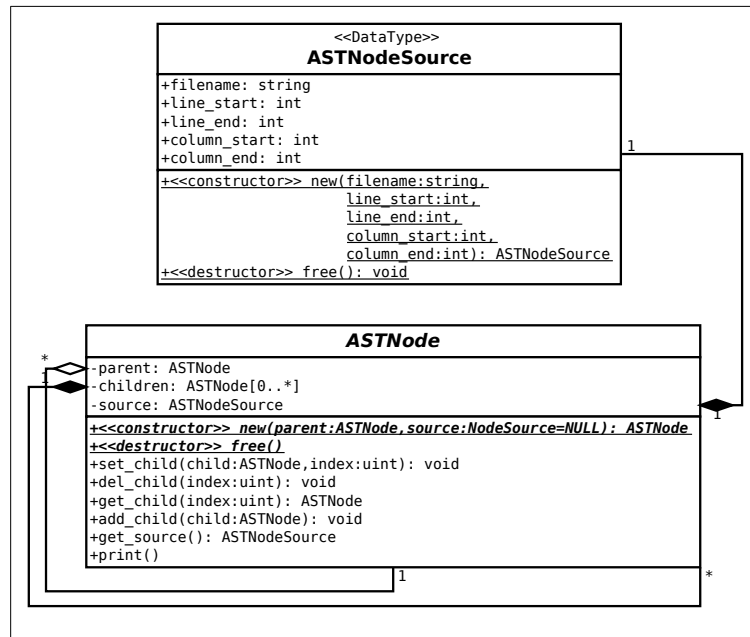 <<DataType>>
ASTNodeSource
+filename: string
+line_start: int
+line_end: int
+column_start: int
+column_end: int
+<<constructor>> new(filename:string,
line_start:int,
line_end:int,
column_start:int,
column_end:int): ASTNodeSource
+<<destructor>> free(): void
1
ASTNode
*
-parent: ASTNode
1
-children: ASTNode[0..*]
-source: ASTNodeSource
1
+<<constructor>> new(parent:ASTNode,source:NodeSource=NULL): ASTNode
+<<destructor>> free()
+set_child(child:ASTNode,index:uint): void
+del_child(index:uint): void
+get_child(index:uint): ASTNode
+add_child(child:ASTNode): void
+get_source(): ASTNodeSource
+print()
1
*